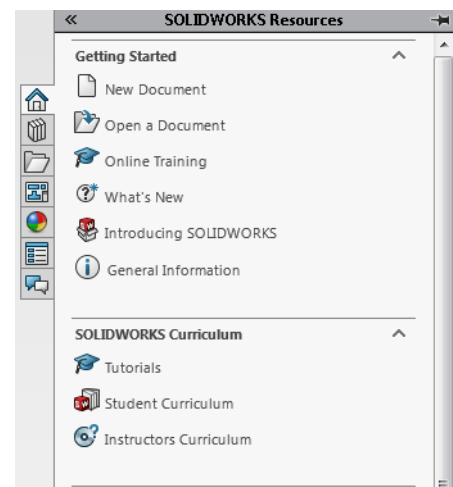 SOLIDWORKS Resources
Getting Started
New Document
Open a Document
Online Training
What's New
Introducing SOLIDWORKS
General Information
SOLIDWORKS Curriculum
Tutorials
Student Curriculum
Instructors Curriculum